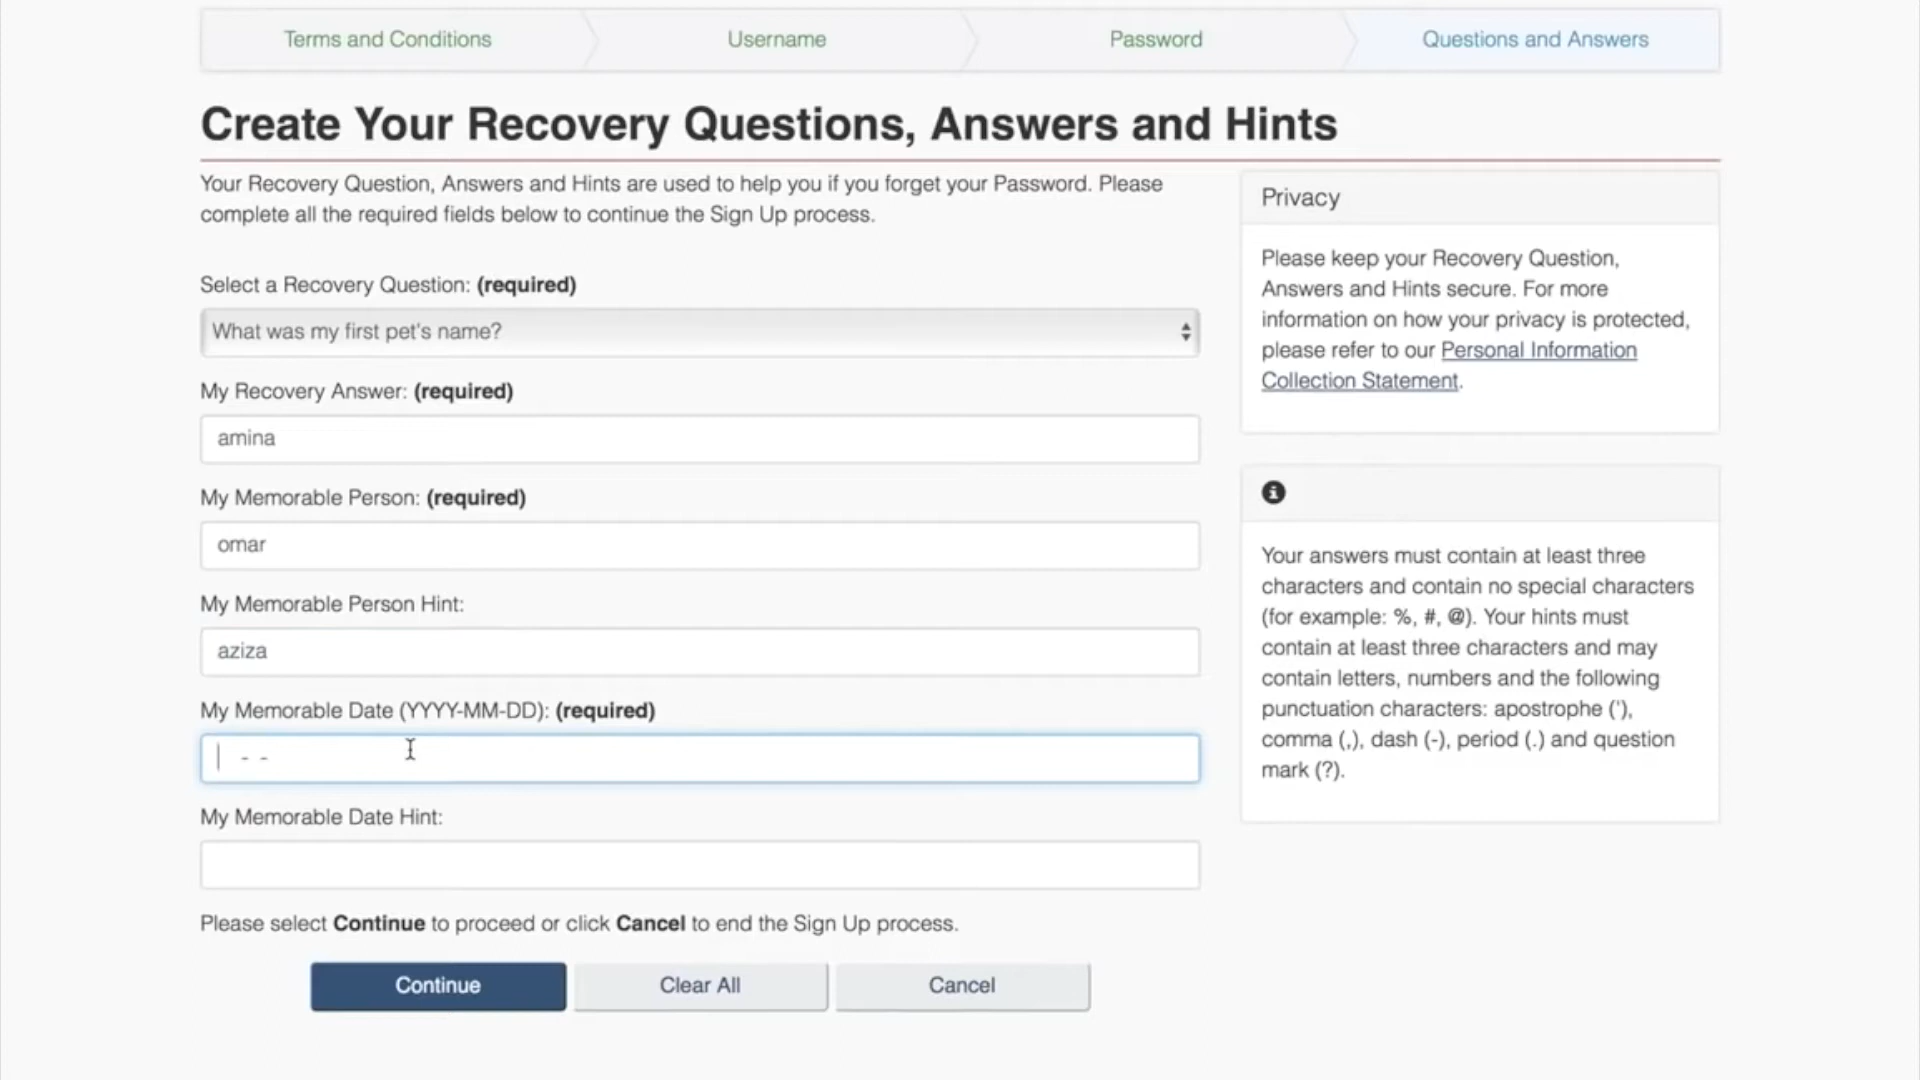 Terms and Conditions
Username
Password
Questions and Answers
Create Your Recovery Questions, Answers and Hints
Your Recovery Question, Answers and Hints are used to help you if you forget your Password. Please
complete all the required fields below to continue the Sign Up process.
Select a Recovery Question: (required)
What was my first pet's name?
My Recovery Answer: (required)
amina
My Memorable Person: (required)
omar
My Memorable Person Hint:
aziza
My Memorable Date (YYYY-MM-DD): (required)
- -
My Memorable Date Hint:
Please select Continue to proceed or click Cancel to end the Sign Up process.
Continue
Clear All
Cancel
Privacy
Please keep your Recovery Question,
Answers and Hints secure. For more
information on how your privacy is protected,
please refer to our Personal Information
Collection Statement.
Your answers must contain at least three
characters and contain no special characters
(for example: %, #, @). Your hints must
contain at least three characters and may
contain letters, numbers and the following
punctuation characters: apostrophe ('),
comma (,), dash (-), period (.) and question
mark (?).